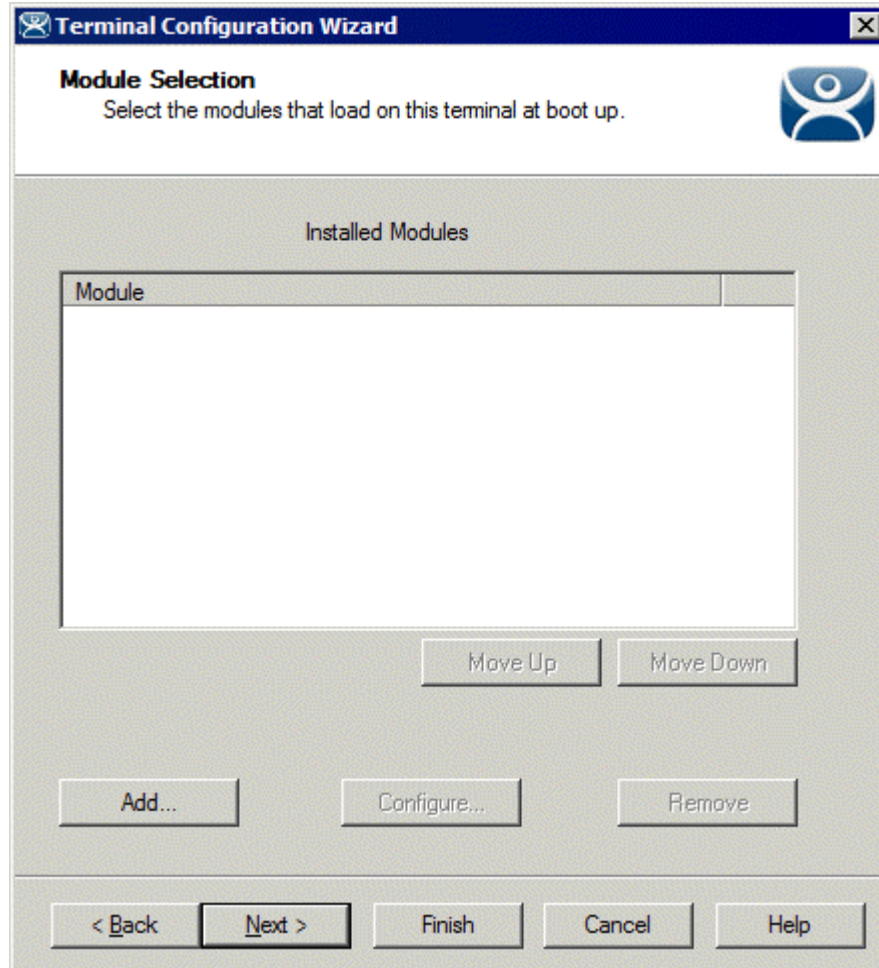 Terminal Configuration Wizard
Module Selection
Select the modules that load on this terminal at boot up.
Installed Modules
Module
Move Up Move Down
Add... Configure... Remove
< Back Next > Finish Cancel Help